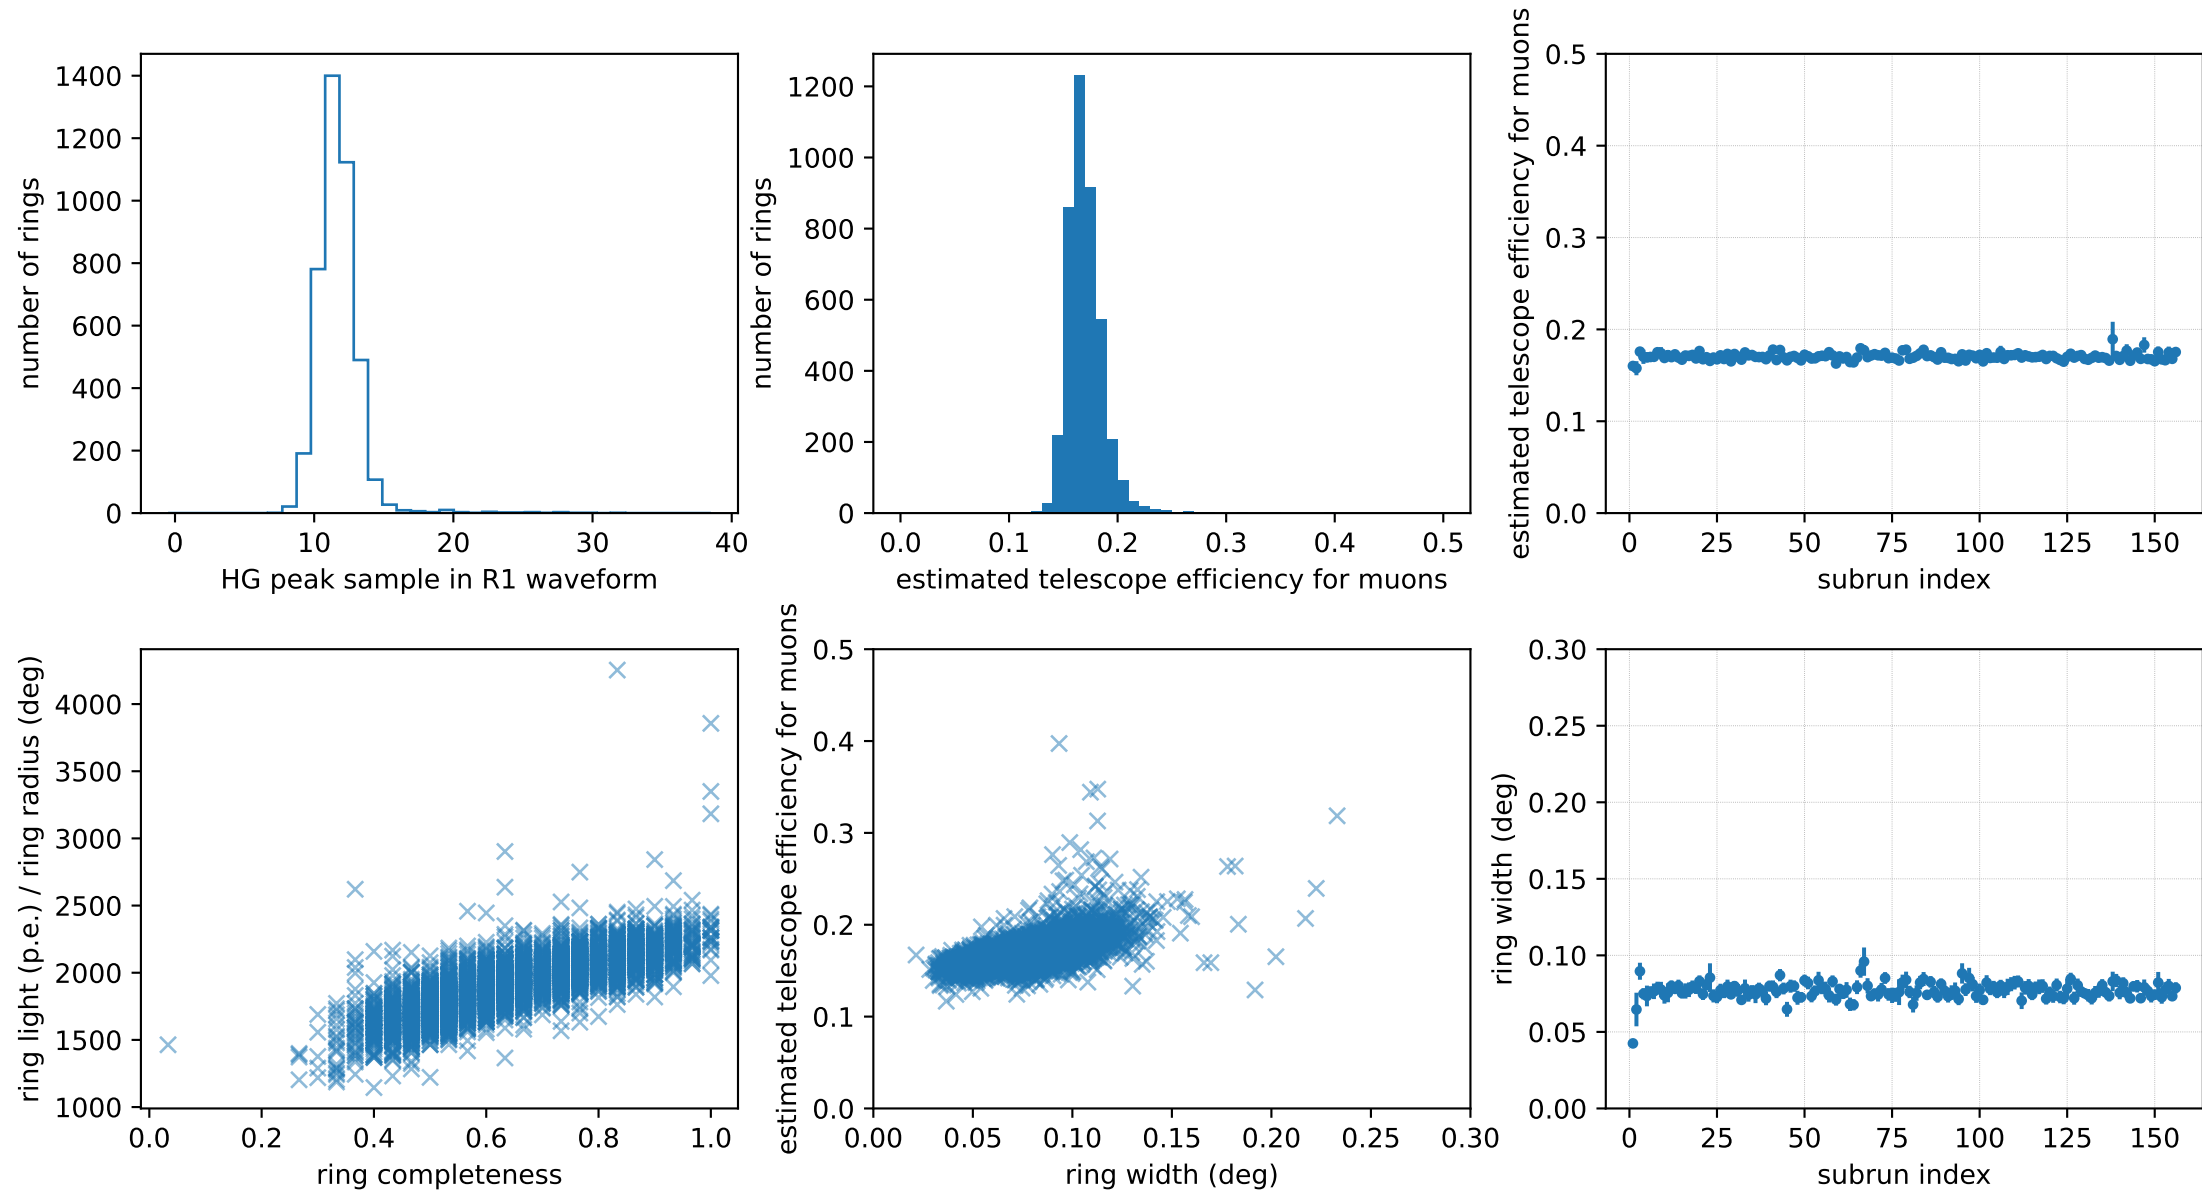 number of rings
1400
1200
1000
800
600
400
200
0
0 10 20 30 40
HG peak sample in R1 waveform
number of rings
1200
1000
800
600
400
200
0
0.0 0.1 0.2 0.3 0.4 0.5
estimated telescope efficiency for muons
estimated telescope efficiency for muons
0.5
0.4
0.3
0.2
0.1
0.0
0 25 50 75 100 125 150
subrun index
ring light (p.e.) / ring radius (deg)
4000
3500
3000
2500
2000
1500
1000
0.0 0.2 0.4 0.6 0.8 1.0
ring completeness
estimated telescope efficiency for muons
0.5
0.4
0.3
0.2
0.1
0.0
0.00 0.05 0.10 0.15 0.20 0.25 0.30
ring width (deg)
ring width (deg)
0.30
0.25
0.20
0.15
0.10
0.05
0.00
0 25 50 75 100 125 150
subrun index